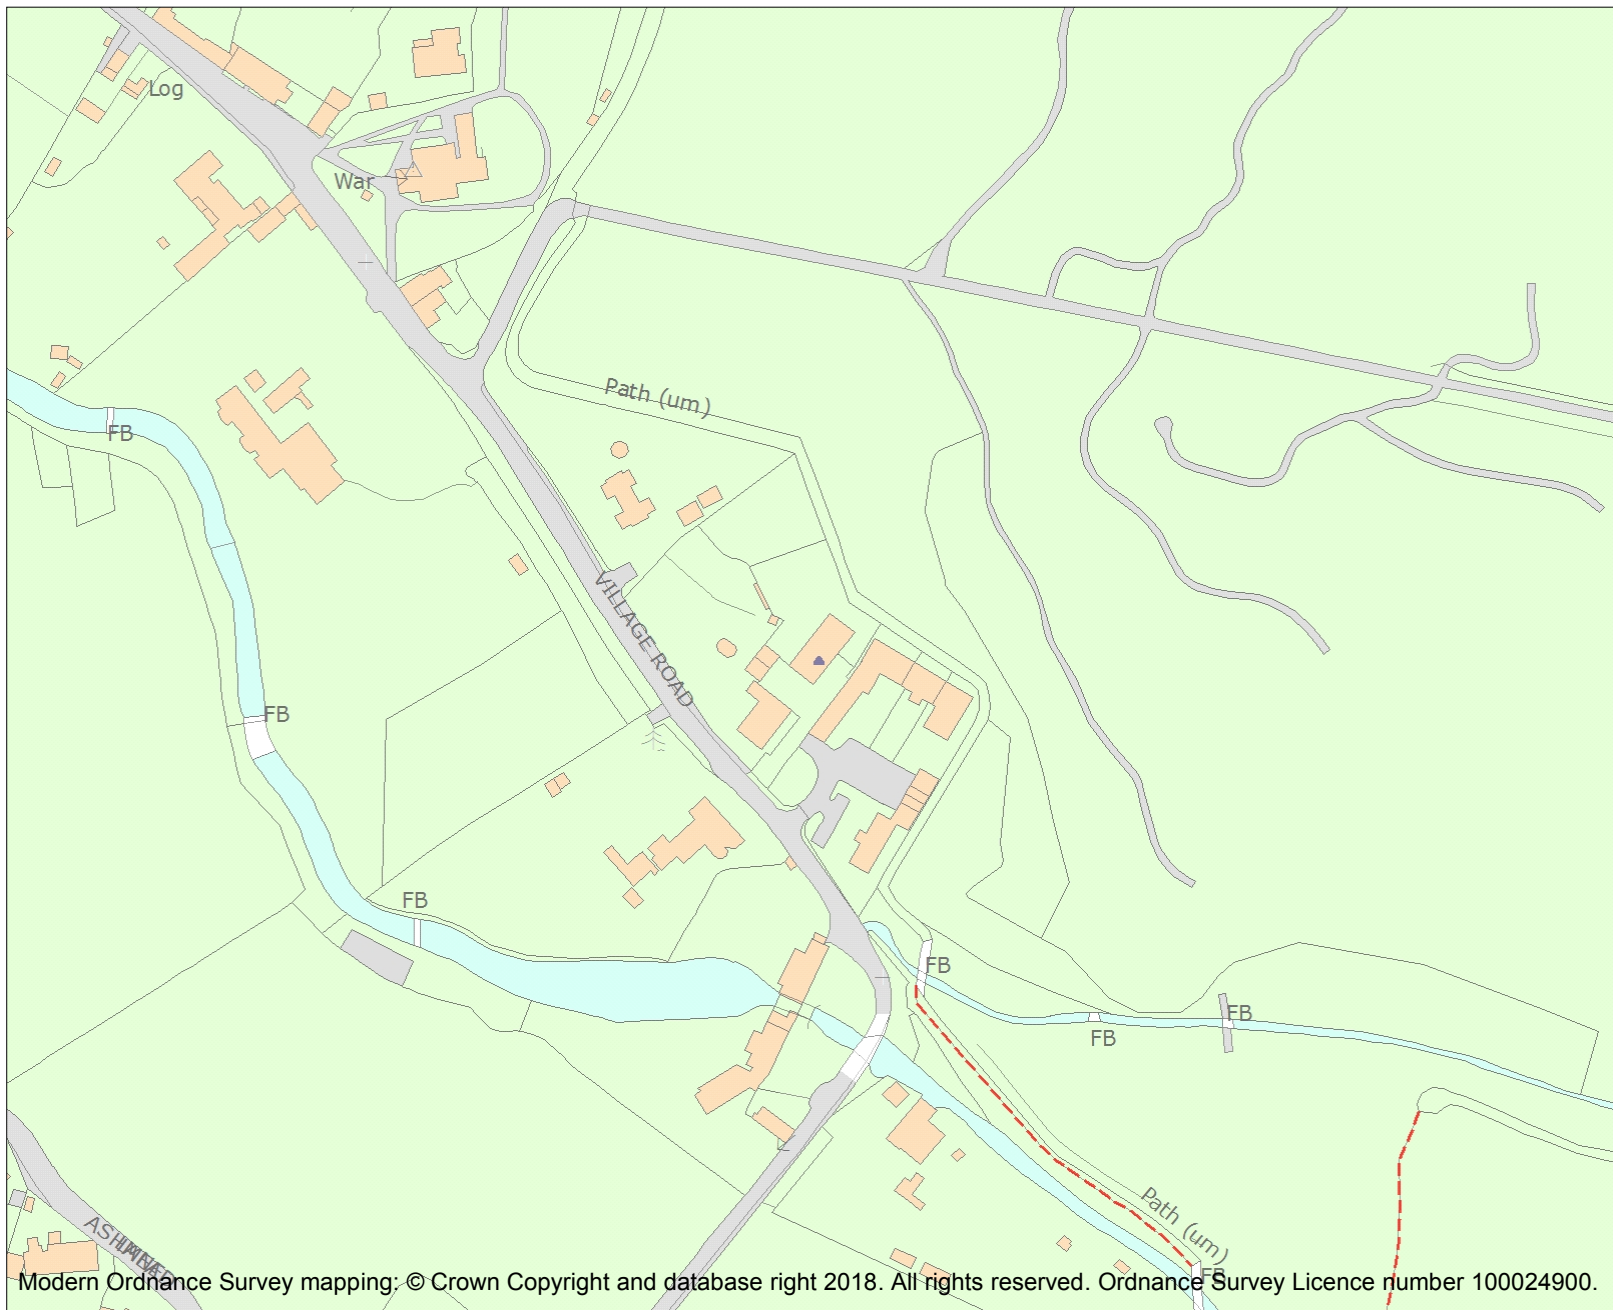 Log
War
Path (um)
FB
VILLAGE ROAD
FB
FB
FB
FB
FB
Path (um)
FB
Modern Ordnance Survey mapping: © Crown Copyright and database right 2018. All rights reserved. Ordnance Survey Licence number 100024900.